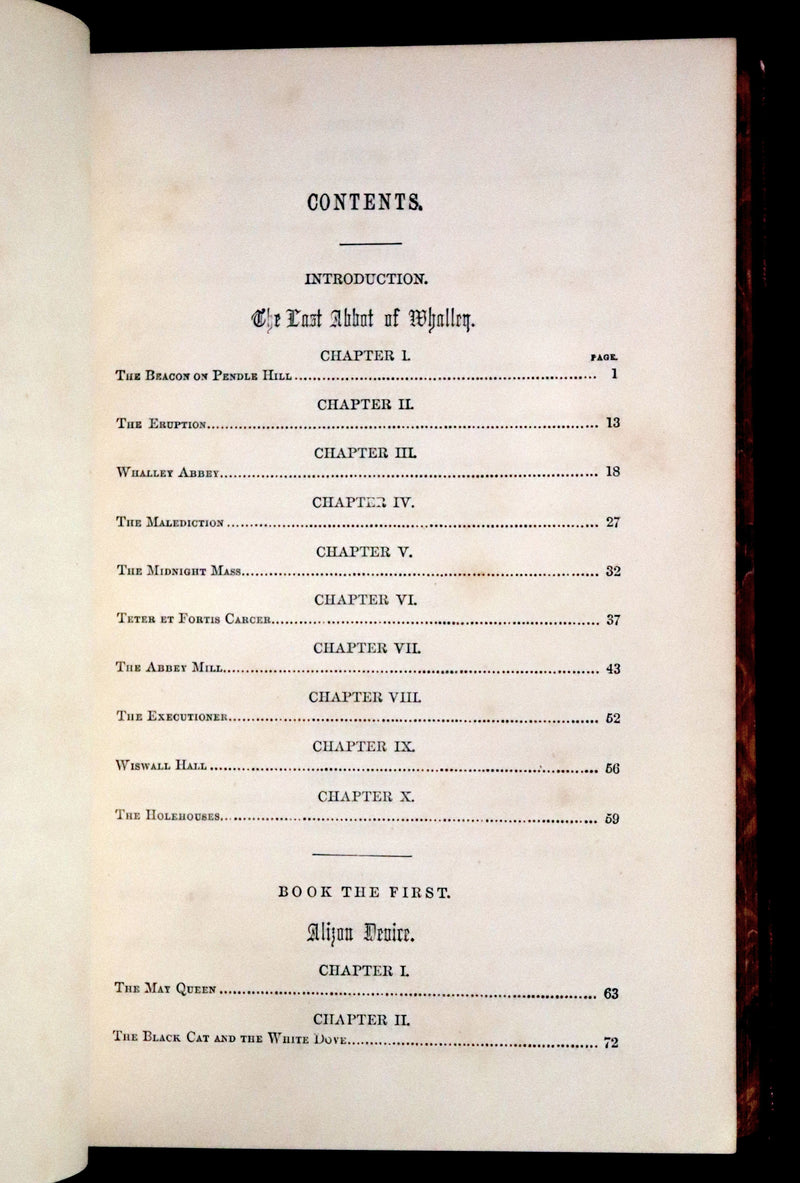 CONTENTS.
INTRODUCTION.
The Last Abbot of Whalley.
CHAPTER I.
PAGE.
The Beacon on Pendle Hill ........ 1
CHAPTER II.
The Eruption........ 13
CHAPTER III.
Whalley Abbey........ 18
CHAPTER IV.
The Malediction ........ 27
CHAPTER V.
The Midnight Mass........ 32
CHAPTER VI.
Teter et Fortis Carcer........ 37
CHAPTER VII.
The Abbey Mill........ 43
CHAPTER VIII.
The Executioner........ 52
CHAPTER IX.
Wiswall Hall ........ 56
CHAPTER X.
The Holehouses........ 59
BOOK THE FIRST.
Alizon Device.
CHAPTER I.
The May Queen ........ 63
CHAPTER II.
The Black Cat and the White Dove........ 72